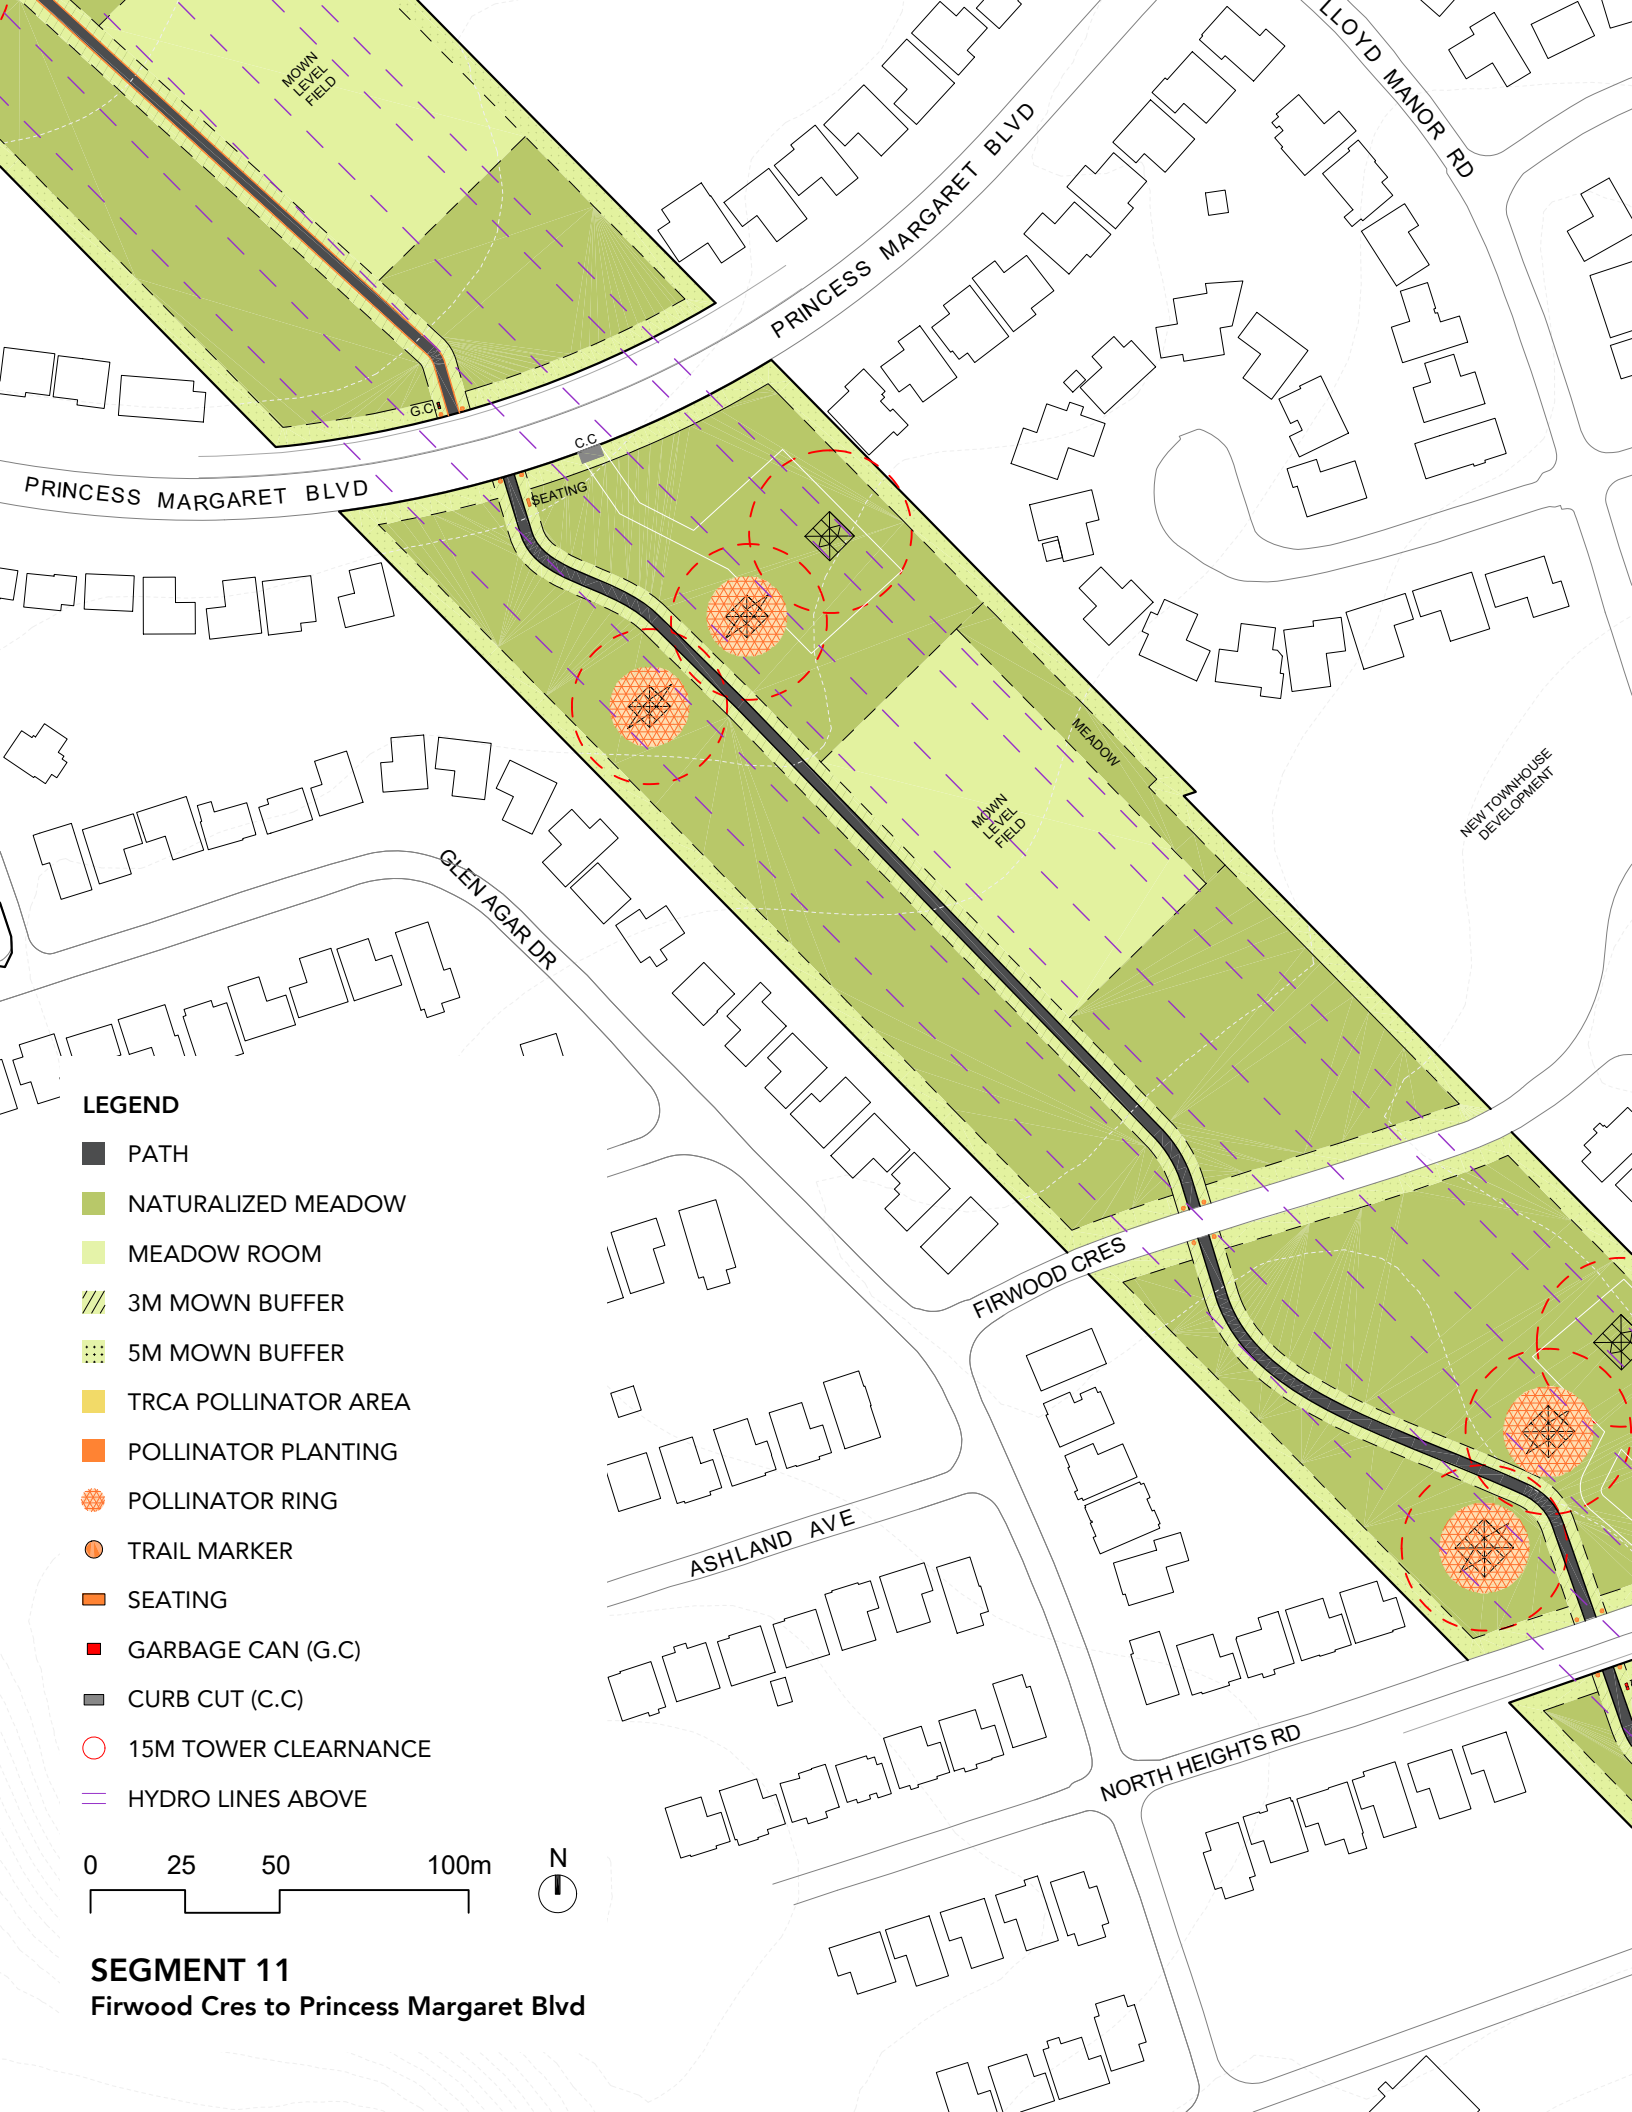 MOWN
LEVEL
FIELD
LLOYD MANOR RD
PRINCESS MARGARET BLVD
G.C
C.C
PRINCESS MARGARET BLVD
SEATING
MEADOW
MOWN
LEVEL
FIELD
NEW TOWNHOUSE
DEVELOPMENT
GLEN AGAR DR
FIRWOOD CRES
ASHLAND AVE
NORTH HEIGHTS RD
LEGEND
PATH
NATURALIZED MEADOW
MEADOW ROOM
3M MOWN BUFFER
5M MOWN BUFFER
TRCA POLLINATOR AREA
POLLINATOR PLANTING
POLLINATOR RING
TRAIL MARKER
SEATING
GARBAGE CAN (G.C)
CURB CUT (C.C)
15M TOWER CLEARNANCE
HYDRO LINES ABOVE
0 25 50 100m
N
SEGMENT 11
Firwood Cres to Princess Margaret Blvd